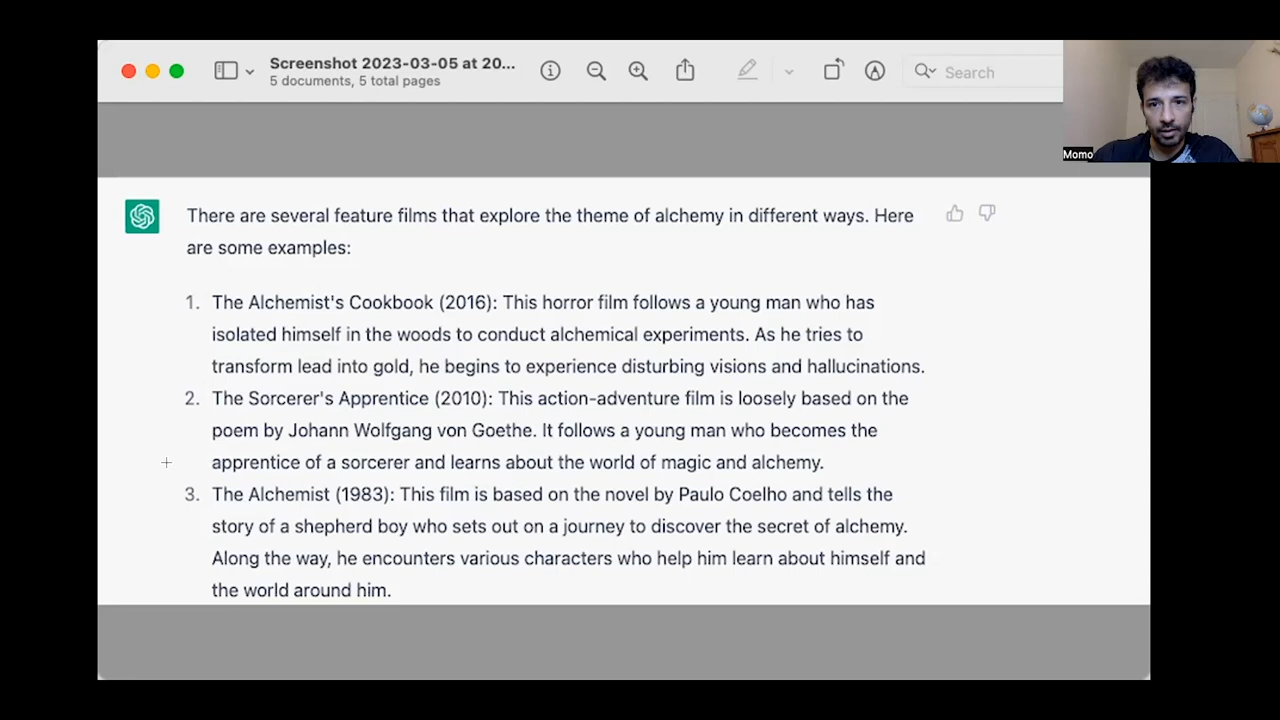 Screenshot 2023-03-05 at 20...
5 documents, 5 total pages
Search
Momo
There are several feature films that explore the theme of alchemy in different ways. Here
are some examples:
1. The Alchemist's Cookbook (2016): This horror film follows a young man who has
isolated himself in the woods to conduct alchemical experiments. As he tries to
transform lead into gold, he begins to experience disturbing visions and hallucinations.
2. The Sorcerer's Apprentice (2010): This action-adventure film is loosely based on the
poem by Johann Wolfgang von Goethe. It follows a young man who becomes the
apprentice of a sorcerer and learns about the world of magic and alchemy.
3. The Alchemist (1983): This film is based on the novel by Paulo Coelho and tells the
story of a shepherd boy who sets out on a journey to discover the secret of alchemy.
Along the way, he encounters various characters who help him learn about himself and
the world around him.